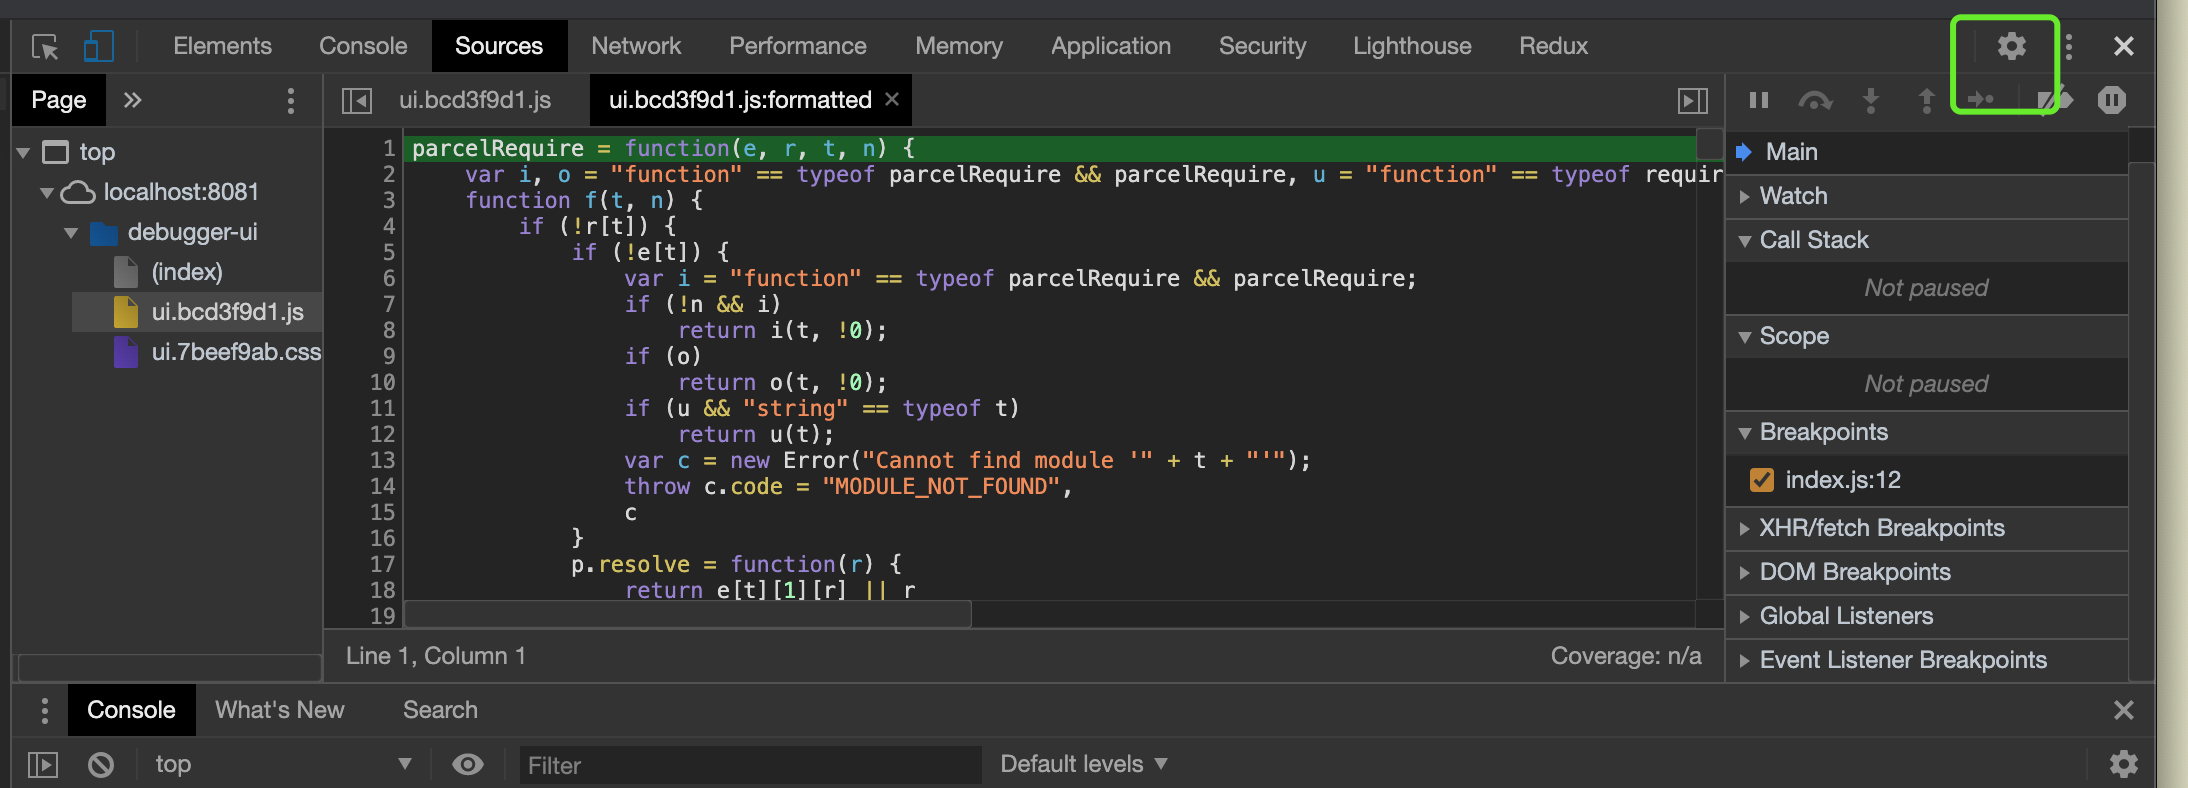 Elements Console Sources Network Performance Memory Application Security Lighthouse Redux
Page
ui.bcd3f9d1.js ui.bcd3f9d1.js:formatted
top
localhost:8081
debugger-ui
(index)
ui.bcd3f9d1.js
ui.7beef9ab.css
1 parcelRequire = function(e, r, t, n) {
2 var i, o = "function" == typeof parcelRequire && parcelRequire, u = "function" == typeof requir
3 function f(t, n) {
4 if (!r[t]) {
5 if (!e[t]) {
6 var i = "function" == typeof parcelRequire && parcelRequire;
7 if (!n && i)
8 return i(t, !0);
9 if (o)
10 return o(t, !0);
11 if (u && "string" == typeof t)
12 return u(t);
13 var c = new Error("Cannot find module '" + t + "'");
14 throw c.code = "MODULE_NOT_FOUND",
15 c
16 }
17 p.resolve = function(r) {
18 return e[t][1][r] || r
19
Line 1, Column 1
Coverage: n/a
Main
Watch
Call Stack
Not paused
Scope
Not paused
Breakpoints
index.js:12
XHR/fetch Breakpoints
DOM Breakpoints
Global Listeners
Event Listener Breakpoints
Console What's New Search
top Filter Default levels